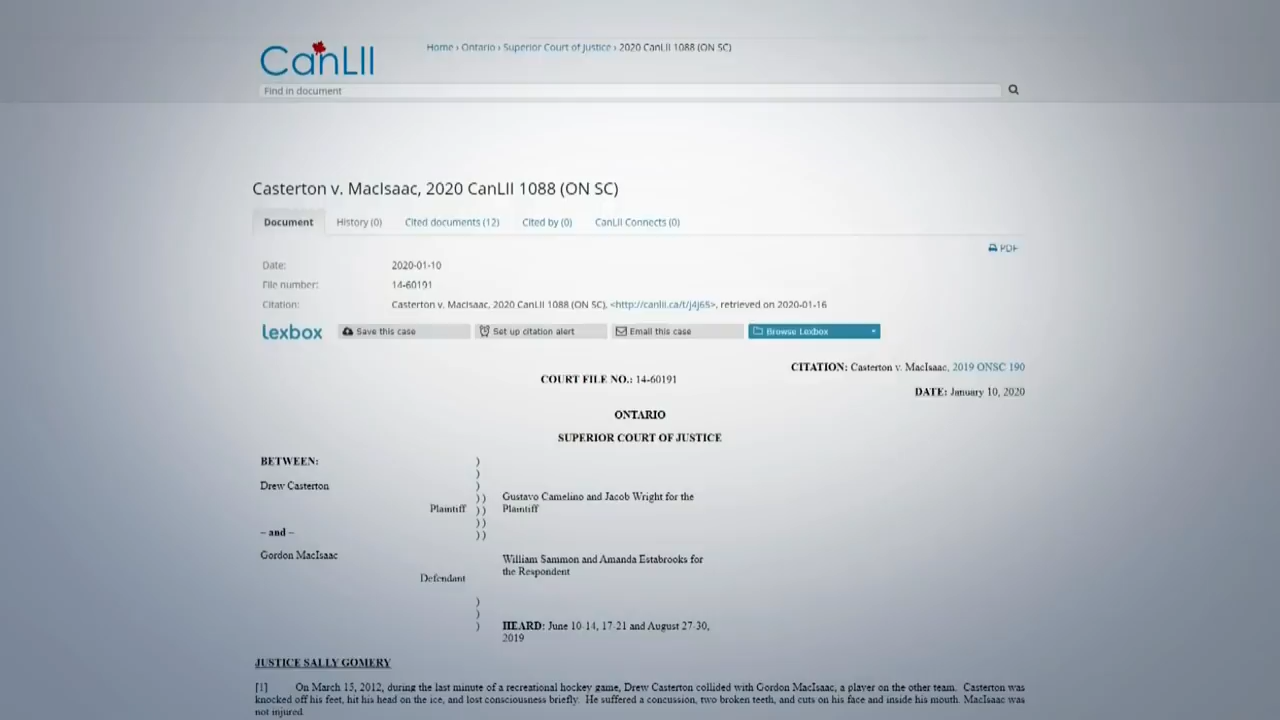 CanLII
Home › Ontario › Superior Court of Justice › 2020 CanLII 1088 (ON SC)
Find in document
Casterton v. MacIsaac, 2020 CanLII 1088 (ON SC)
Document History (0) Cited documents (12) Cited by (0) CanLII Connects (0)
PDF
Date: 2020-01-10
File number: 14-60191
Citation: Casterton v. MacIsaac, 2020 CanLII 1088 (ON SC), <http://canlii.ca/t/j4j65>, retrieved on 2020-01-16
lexbox Save this case Set up citation alert Email this case Browse Lexbox
CITATION: Casterton v. MacIsaac, 2019 ONSC 190
COURT FILE NO.: 14-60191
DATE: January 10, 2020
ONTARIO
SUPERIOR COURT OF JUSTICE
BETWEEN: )
)
Drew Casterton )
)) Gustavo Camelino and Jacob Wright for the
Plaintiff )) Plaintiff
))
– and – ))
Gordon MacIsaac
William Sammon and Amanda Estabrooks for
the Respondent
Defendant
)
)
) HEARD: June 10-14, 17-21 and August 27-30,
2019
JUSTICE SALLY GOMERY
[1] On March 15, 2012, during the last minute of a recreational hockey game, Drew Casterton collided with Gordon MacIsaac, a player on the other team. Casterton was
knocked off his feet, hit his head on the ice, and lost consciousness briefly. He suffered a concussion, two broken teeth, and cuts on his face and inside his mouth. MacIsaac was
not injured.